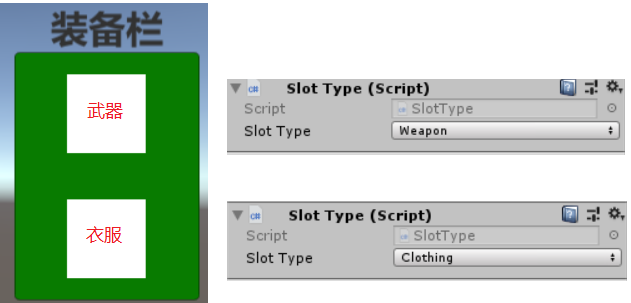 装备栏
武器
衣服
C# Slot Type (Script)
Script C# SlotType
Slot Type Weapon
C# Slot Type (Script)
Script C# SlotType
Slot Type Clothing